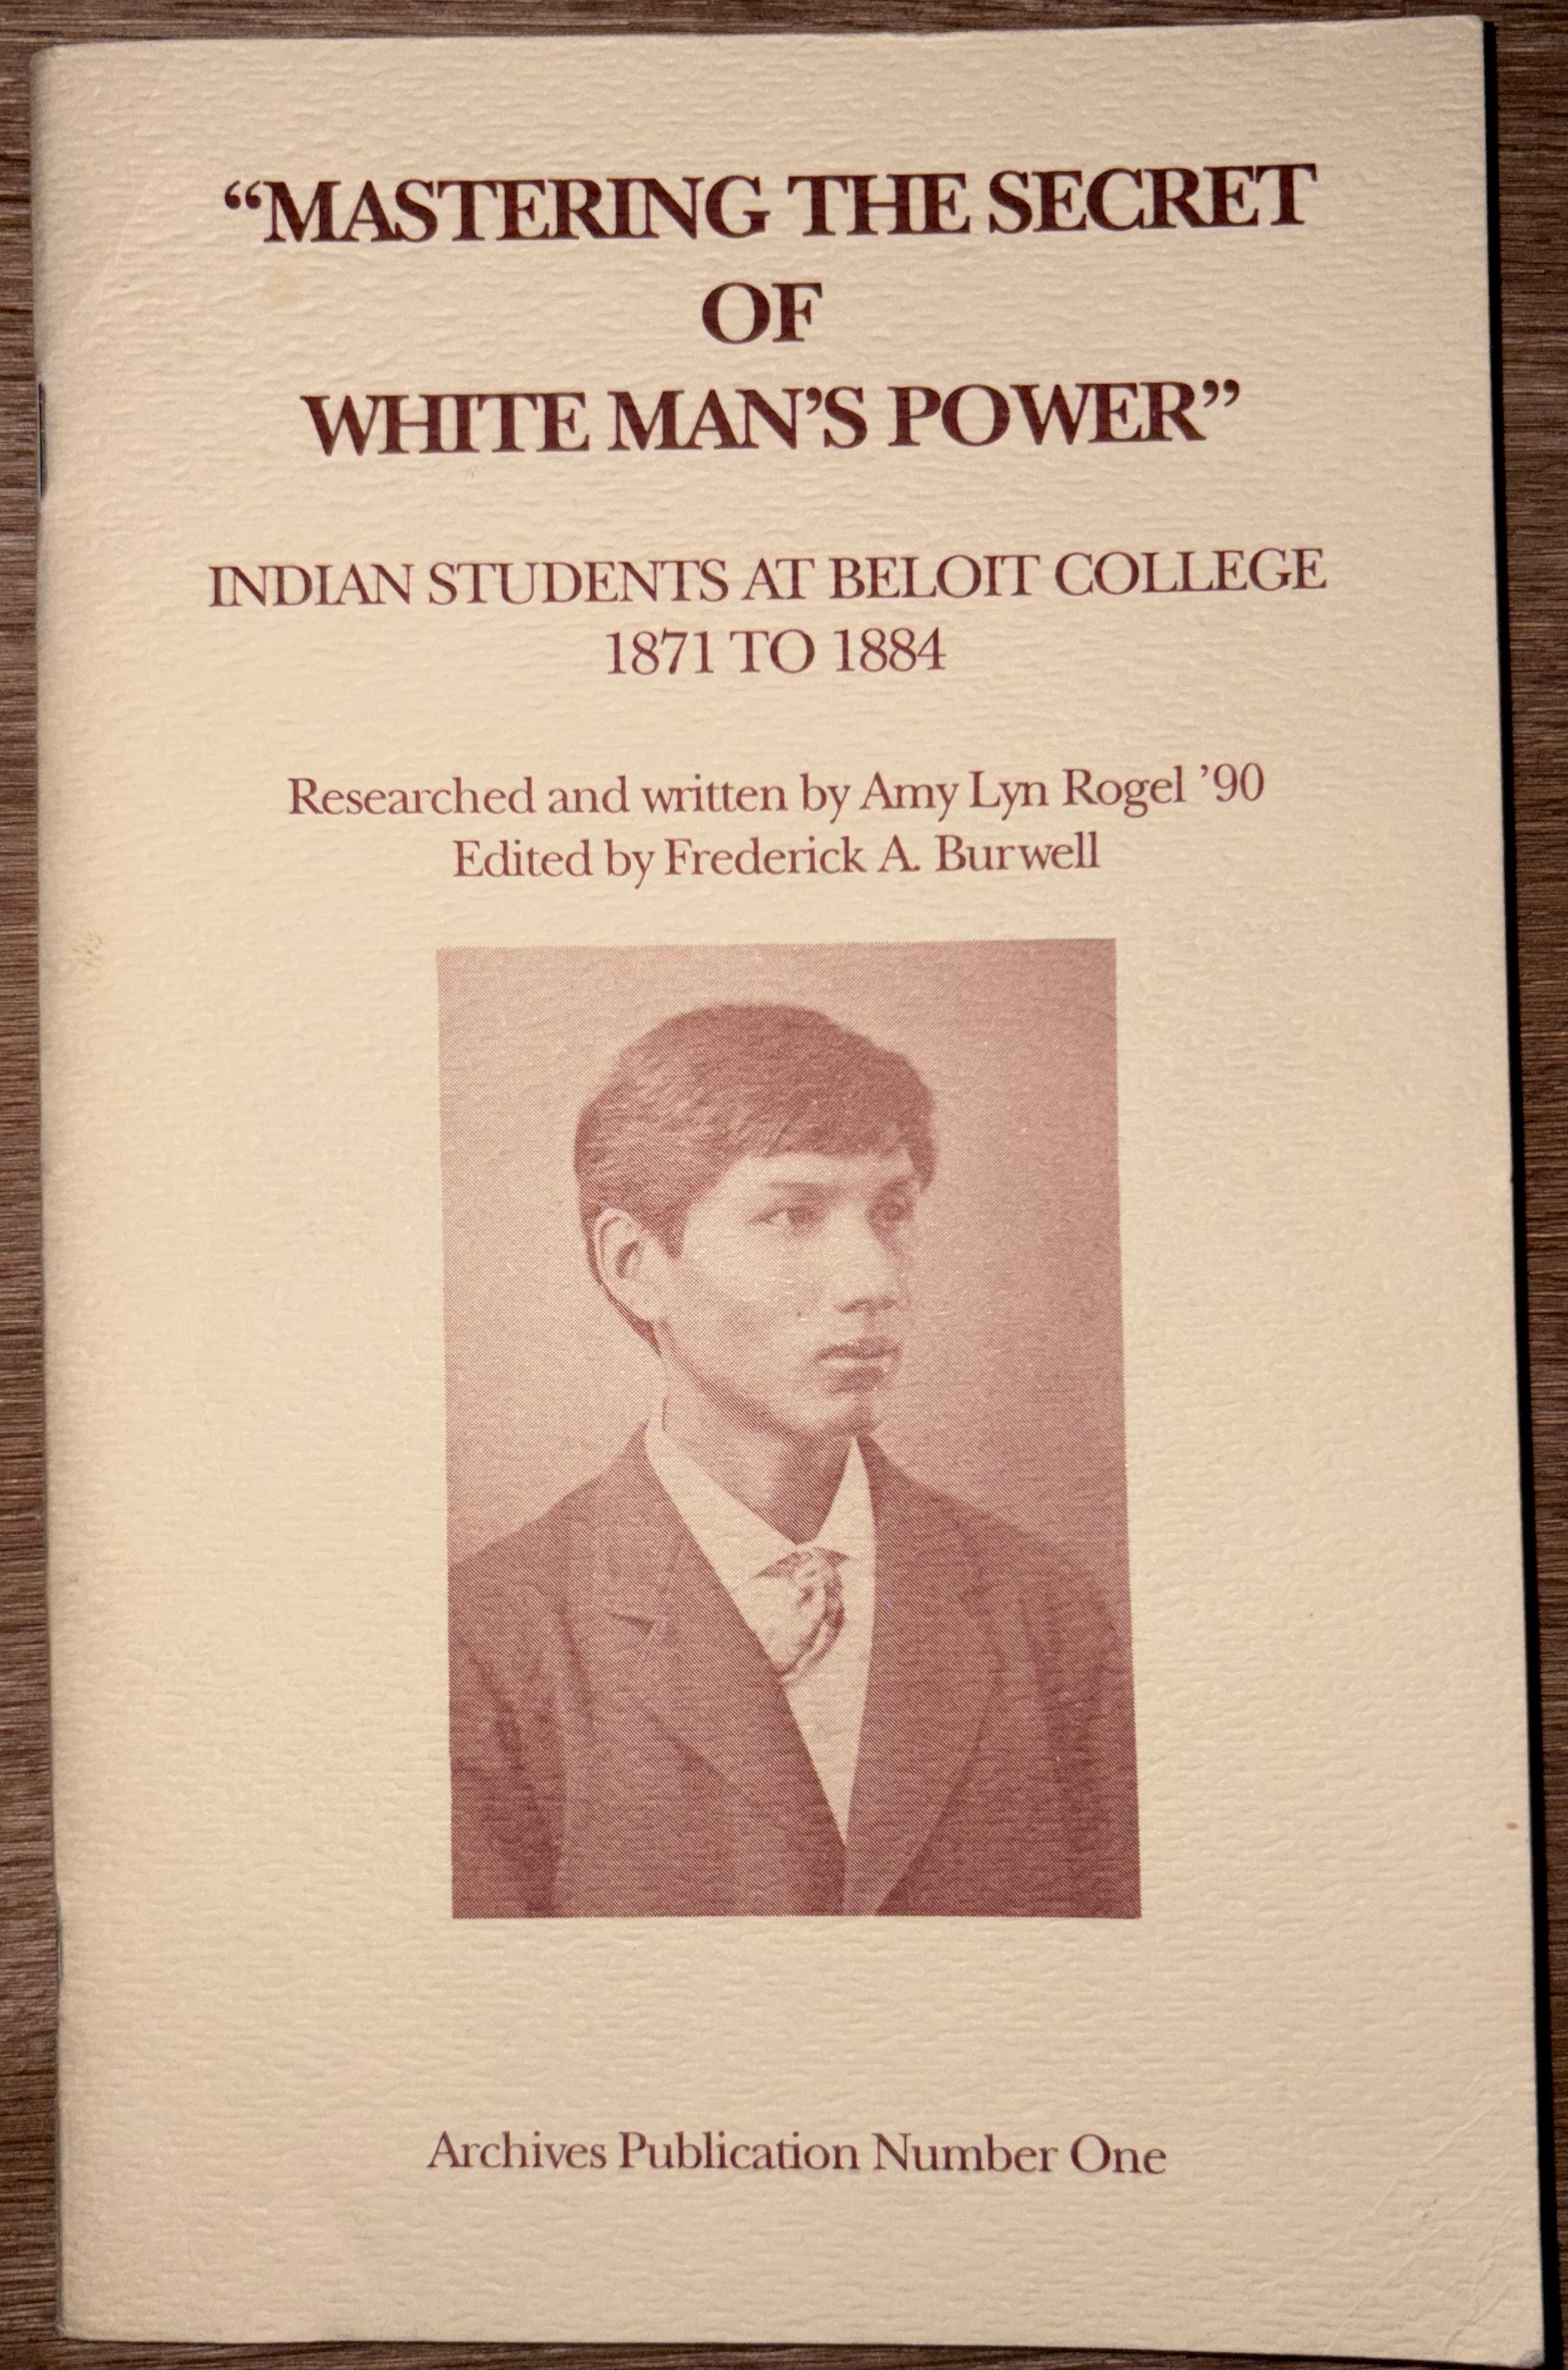 “MASTERING THE SECRET
OF
WHITE MAN’S POWER”
INDIAN STUDENTS AT BELOIT COLLEGE
1871 TO 1884
Researched and written by Amy Lyn Rogel ’90
Edited by Frederick A. Burwell
Archives Publication Number One